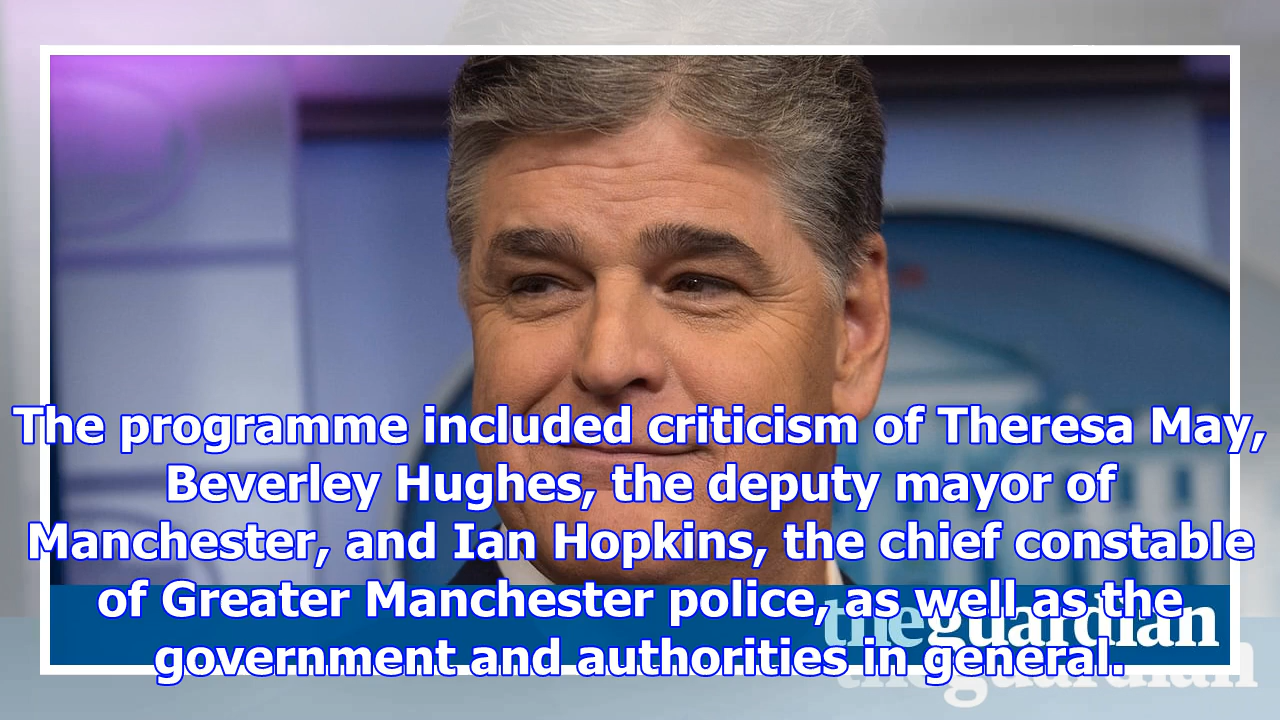 The programme included criticism of Theresa May,
Beverley Hughes, the deputy mayor of
Manchester, and Ian Hopkins, the chief constable
of Greater Manchester police, as well as the
government and authorities in general.
theguardian
theguardian